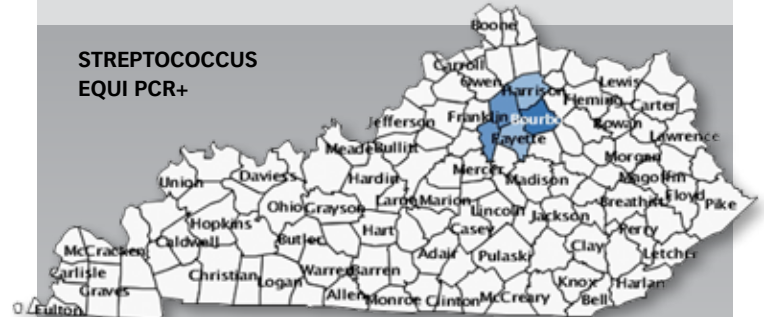 STREPTOCOCCUS
EQUI PCR+
Boone
Carroll
Owen
Harrison
Lewis
Fleming
Carter
Franklin
Bourbo
Jefferson
Rowan
Lawrence
Fayette
Meade
Bullitt
Morgan
Mercer
Madison
Magoffin
Union
Daviess
Hardin
Floyd
Breathitt
Pike
Ohio
Grayson
Larue
Marion
Lincoln
Jackson
Hopkins
Perry
Caldwell
Butler
Hart
Casey
Clay
McCracken
Adair
Pulaski
Letcher
Carlisle
Christian
Logan
Warren
Barren
Knox
Harlan
Graves
Allen
Monroe
Clinton
McCreary
Bell
Fulton